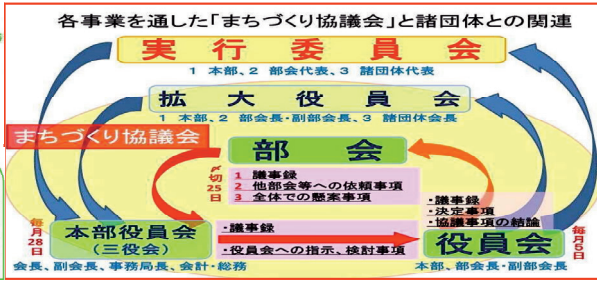 各事業を通した「まちづくり協議会」と諸団体との関連
実行委員会
1 本部、2 部会代表、3 諸団体代表
拡大役員会
1 本部、2 部会長・副部会長、3 諸団体会長
まちづくり協議会
部会
〆切25日
1 議事録
2 他部会等への依頼事項
3 全体での懸案事項
・議事録
・決定事項
・協議事項の結論
毎月28日
本部役員会
(三役会)
・議事録
・役員会への指示、検討事項
役員会
毎月5日
会長、副会長、事務局長、会計・総務
本部、部会長・副部会長